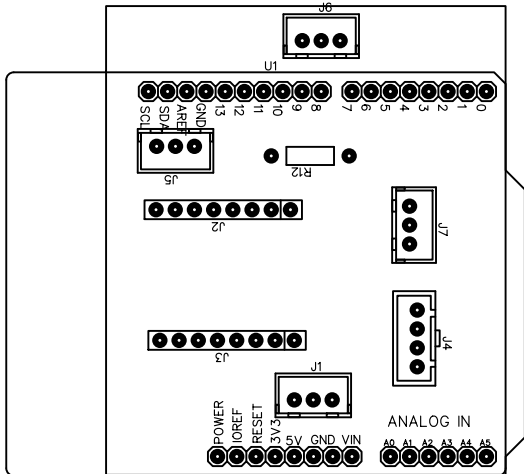 J6
U1
SCL
SDA
AREF
GND
13
12
11
10
9
8
7
6
5
4
3
2
1
0
J5
R12
J2
J7
J3
J4
J1
POWER
IOREF
RESET
3V3
5V
GND
VIN
ANALOG IN
A0 A1 A2 A3 A4 A5